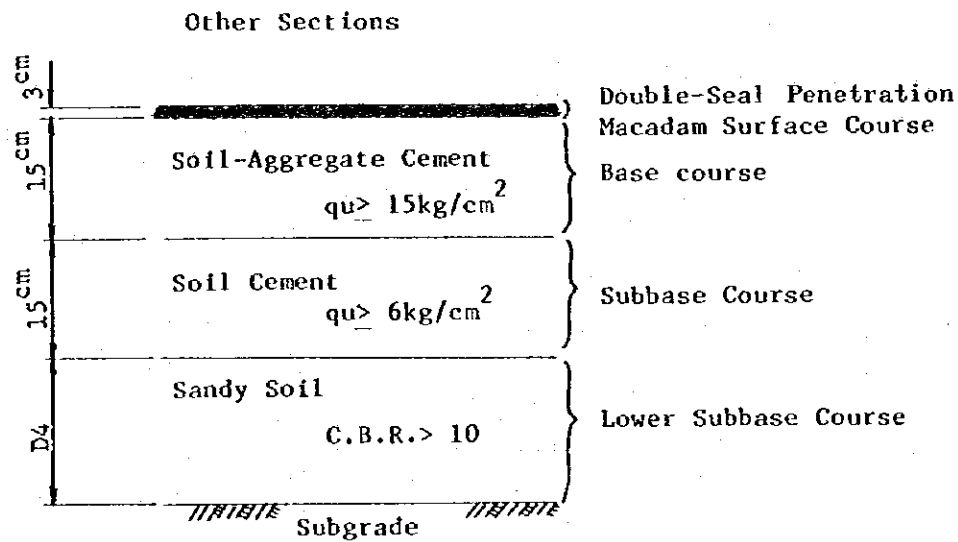 Other Sections
3cm
Double-Seal Penetration
Macadam Surface Course
15cm
Soil-Aggregate Cement
qu≥ 15kg/cm2
Base course
15cm
Soil Cement
qu≥ 6kg/cm2
Subbase Course
D4
Sandy Soil
C.B.R.> 10
Lower Subbase Course
Subgrade